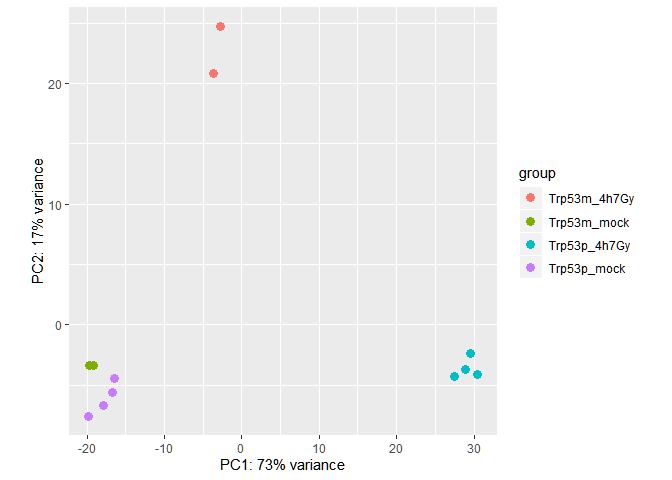 20
10
0
-20
-10
0
10
20
30
PC2: 17% variance
PC1: 73% variance
group
Trp53m_4h7Gy
Trp53m_mock
Trp53p_4h7Gy
Trp53p_mock